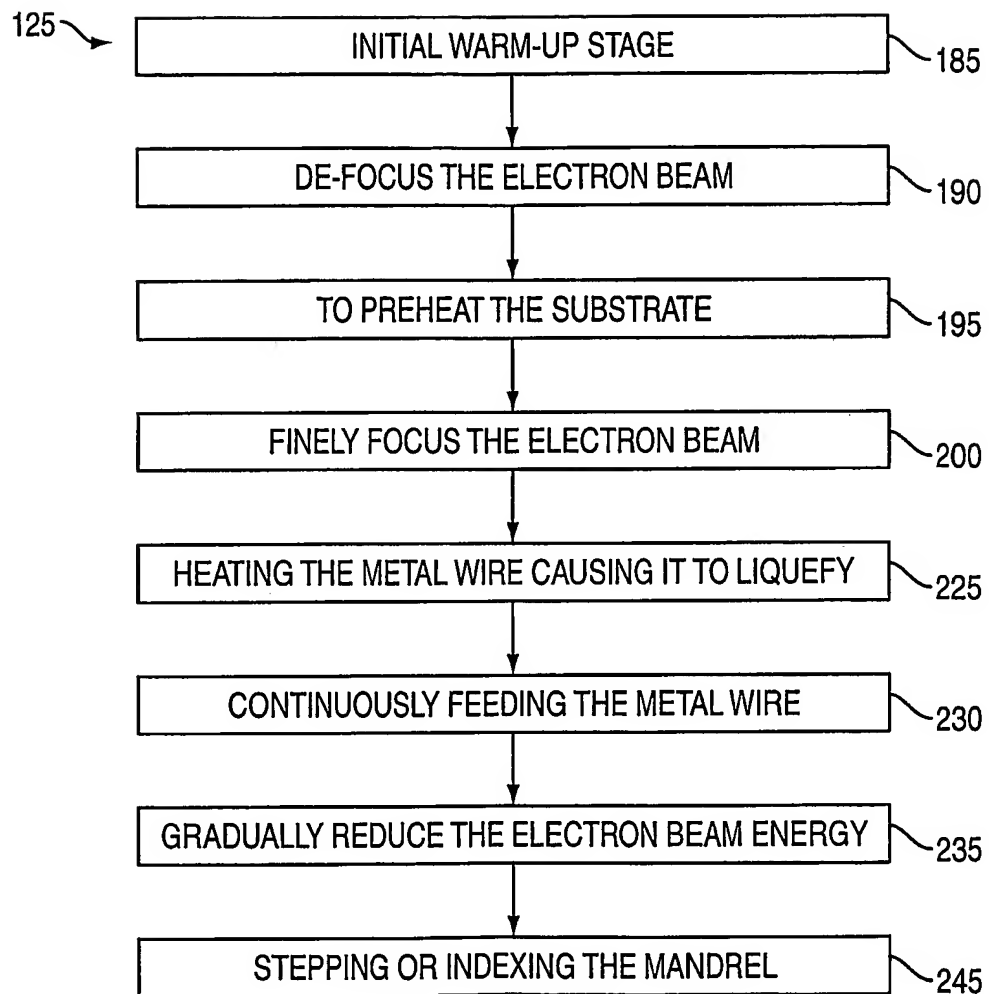 125
INITIAL WARM-UP STAGE
185
DE-FOCUS THE ELECTRON BEAM
190
TO PREHEAT THE SUBSTRATE
195
FINELY FOCUS THE ELECTRON BEAM
200
HEATING THE METAL WIRE CAUSING IT TO LIQUEFY
225
CONTINUOUSLY FEEDING THE METAL WIRE
230
GRADUALLY REDUCE THE ELECTRON BEAM ENERGY
235
STEPPING OR INDEXING THE MANDREL
245